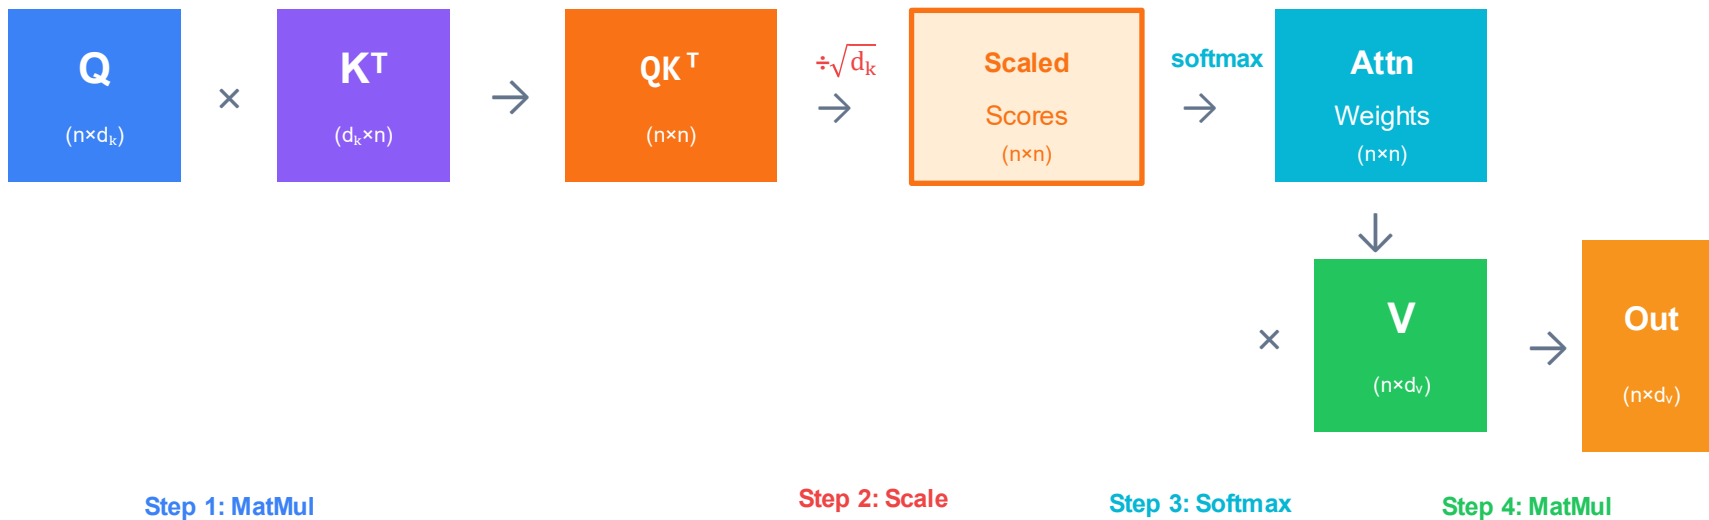 Q
(n×dₖ)
×
Kᵀ
(dₖ×n)
→
QKᵀ
(n×n)
÷√dₖ
→
Scaled
Scores
(n×n)
softmax
→
Attn
Weights
(n×n)
↓
×
V
(n×dᵥ)
→
Out
(n×dᵥ)
Step 1: MatMul
Step 2: Scale
Step 3: Softmax
Step 4: MatMul